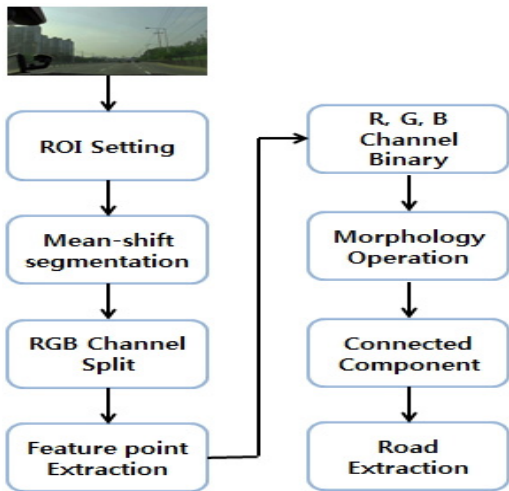 ROI Setting
Mean-shift
segmentation
RGB Channel
Split
Feature point
Extraction
R, G, B
Channel
Binary
Morphology
Operation
Connected
Component
Road
Extraction